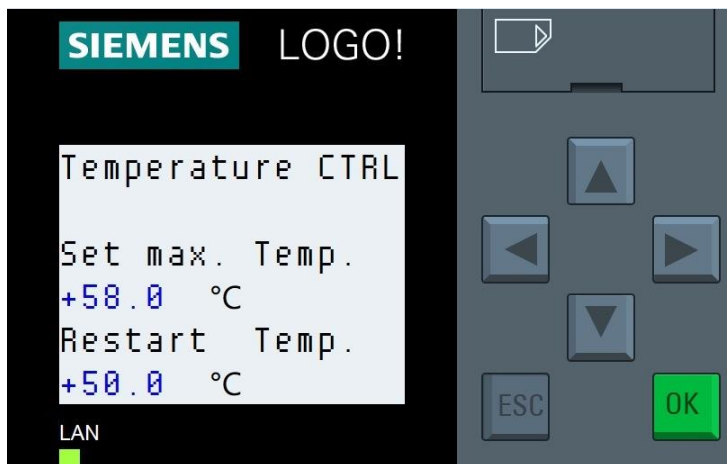 SIEMENS LOGO!
Temperature CTRL
Set max. Temp.
+58.0 °C
Restart Temp.
+50.0 °C
LAN
ESC
OK